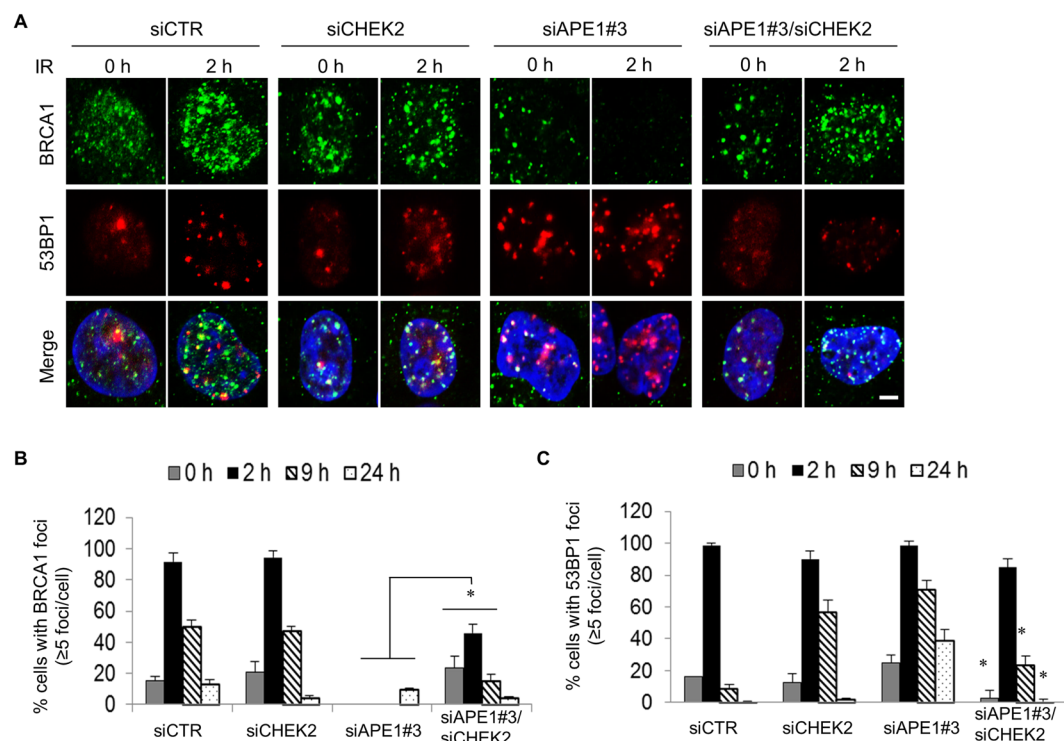 A
siCTR siCHEK2 siAPE1#3 siAPE1#3/siCHEK2
IR 0 h 2 h 0 h 2 h 0 h 2 h 0 h 2 h
BRCA1
53BP1
Merge
B
0 h 2 h 9 h 24 h
% cells with BRCA1 foci
(≥5 foci/cell)
120
100
80
60
40
20
0
*
siCTR siCHEK2 siAPE1#3 siAPE1#3/
siCHEK2
C
0 h 2 h 9 h 24 h
% cells with 53BP1 foci
(≥5 foci/cell)
120
100
80
60
40
20
0
* * *
siCTR siCHEK2 siAPE1#3 siAPE1#3/
siCHEK2